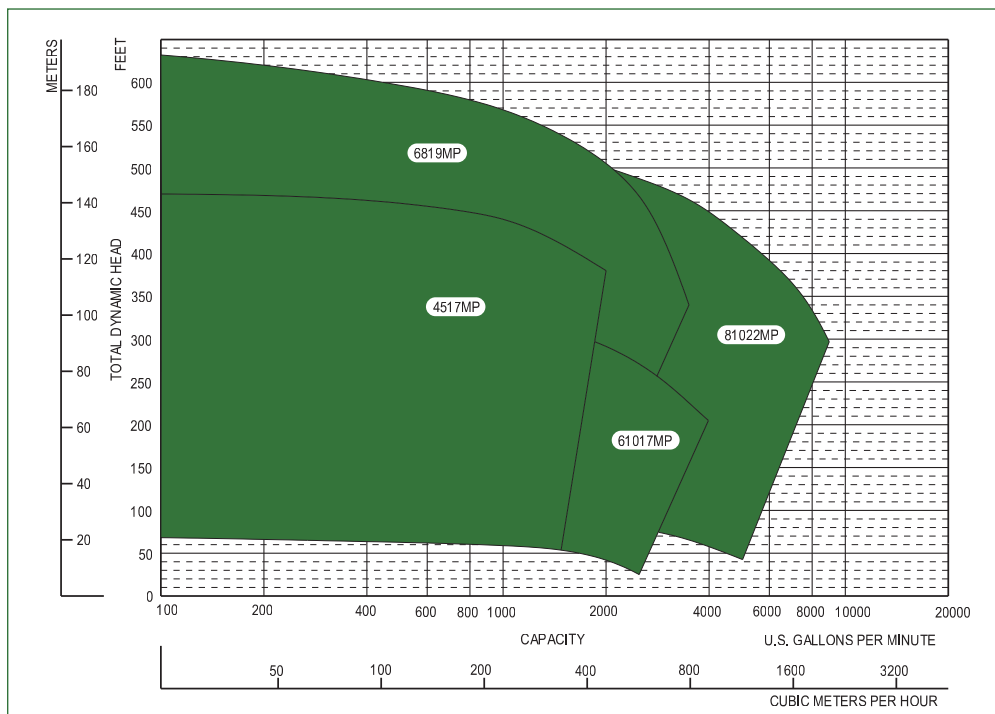 METERS
FEET
TOTAL DYNAMIC HEAD
180
160
140
120
100
80
60
40
20
600
550
500
450
400
350
300
250
200
150
100
50
0
6819MP
4517MP
81022MP
61017MP
100 200 400 600 800 1000 2000 4000 6000 8000 10000 20000
CAPACITY U.S. GALLONS PER MINUTE
50 100 200 400 800 1600 3200
CUBIC METERS PER HOUR